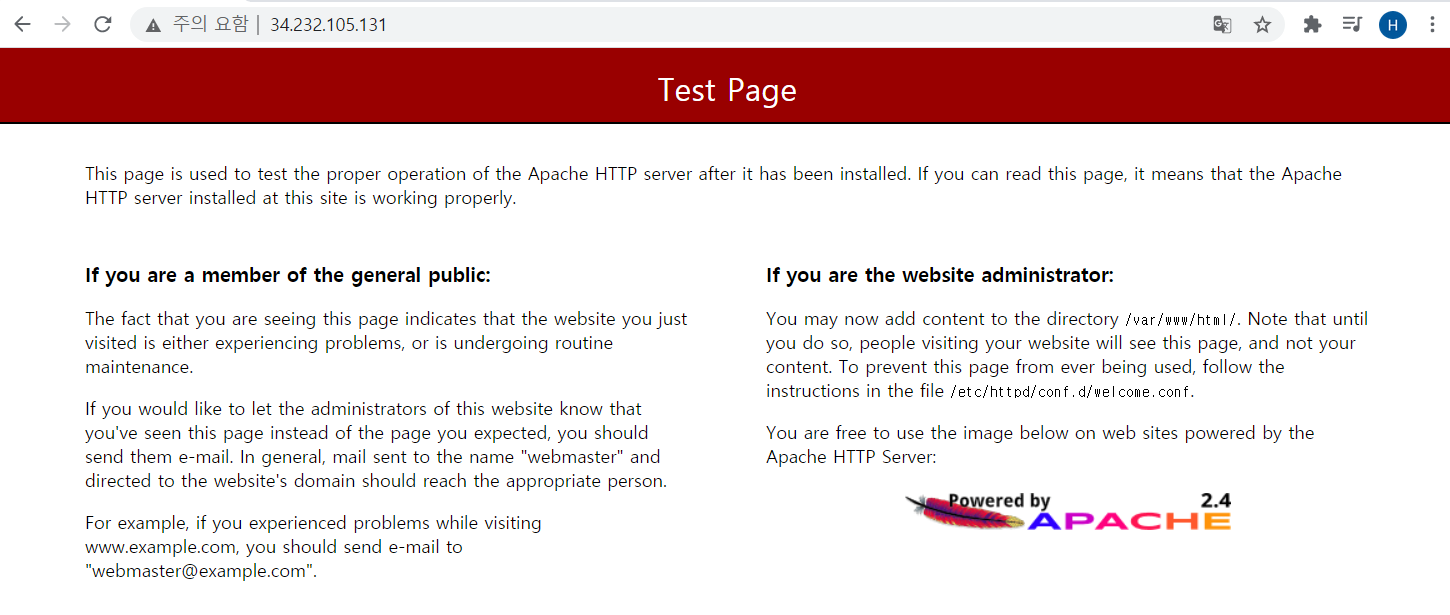 주의 요함 | 34.232.105.131
H
Test Page
This page is used to test the proper operation of the Apache HTTP server after it has been installed. If you can read this page, it means that the Apache
HTTP server installed at this site is working properly.
If you are a member of the general public:
The fact that you are seeing this page indicates that the website you just
visited is either experiencing problems, or is undergoing routine
maintenance.
If you would like to let the administrators of this website know that
you've seen this page instead of the page you expected, you should
send them e-mail. In general, mail sent to the name "webmaster" and
directed to the website's domain should reach the appropriate person.
For example, if you experienced problems while visiting
www.example.com, you should send e-mail to
"webmaster@example.com".
If you are the website administrator:
You may now add content to the directory /var/www/html/. Note that until
you do so, people visiting your website will see this page, and not your
content. To prevent this page from ever being used, follow the
instructions in the file /etc/httpd/conf.d/welcome.conf.
You are free to use the image below on web sites powered by the
Apache HTTP Server:
Powered by 2.4
APACHE